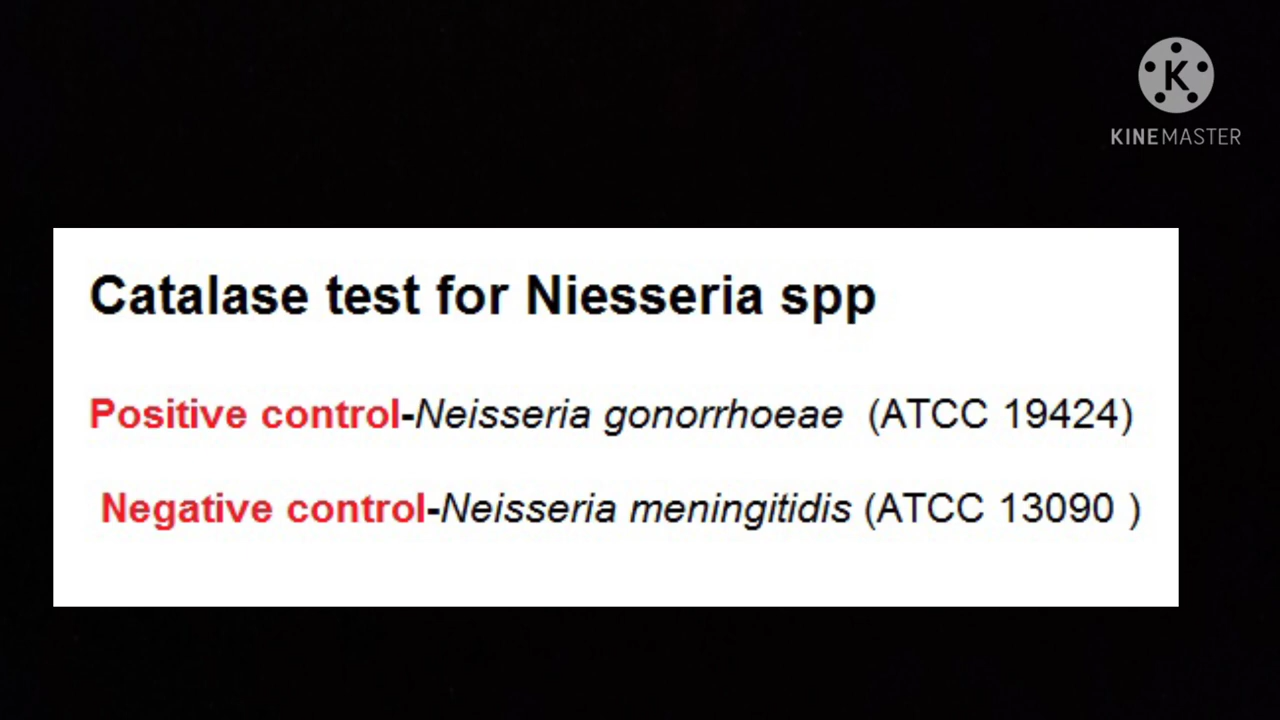 KINEMASTER
Catalase test for Niesseria spp
Positive control-Neisseria gonorrhoeae (ATCC 19424)
Negative control-Neisseria meningitidis (ATCC 13090 )